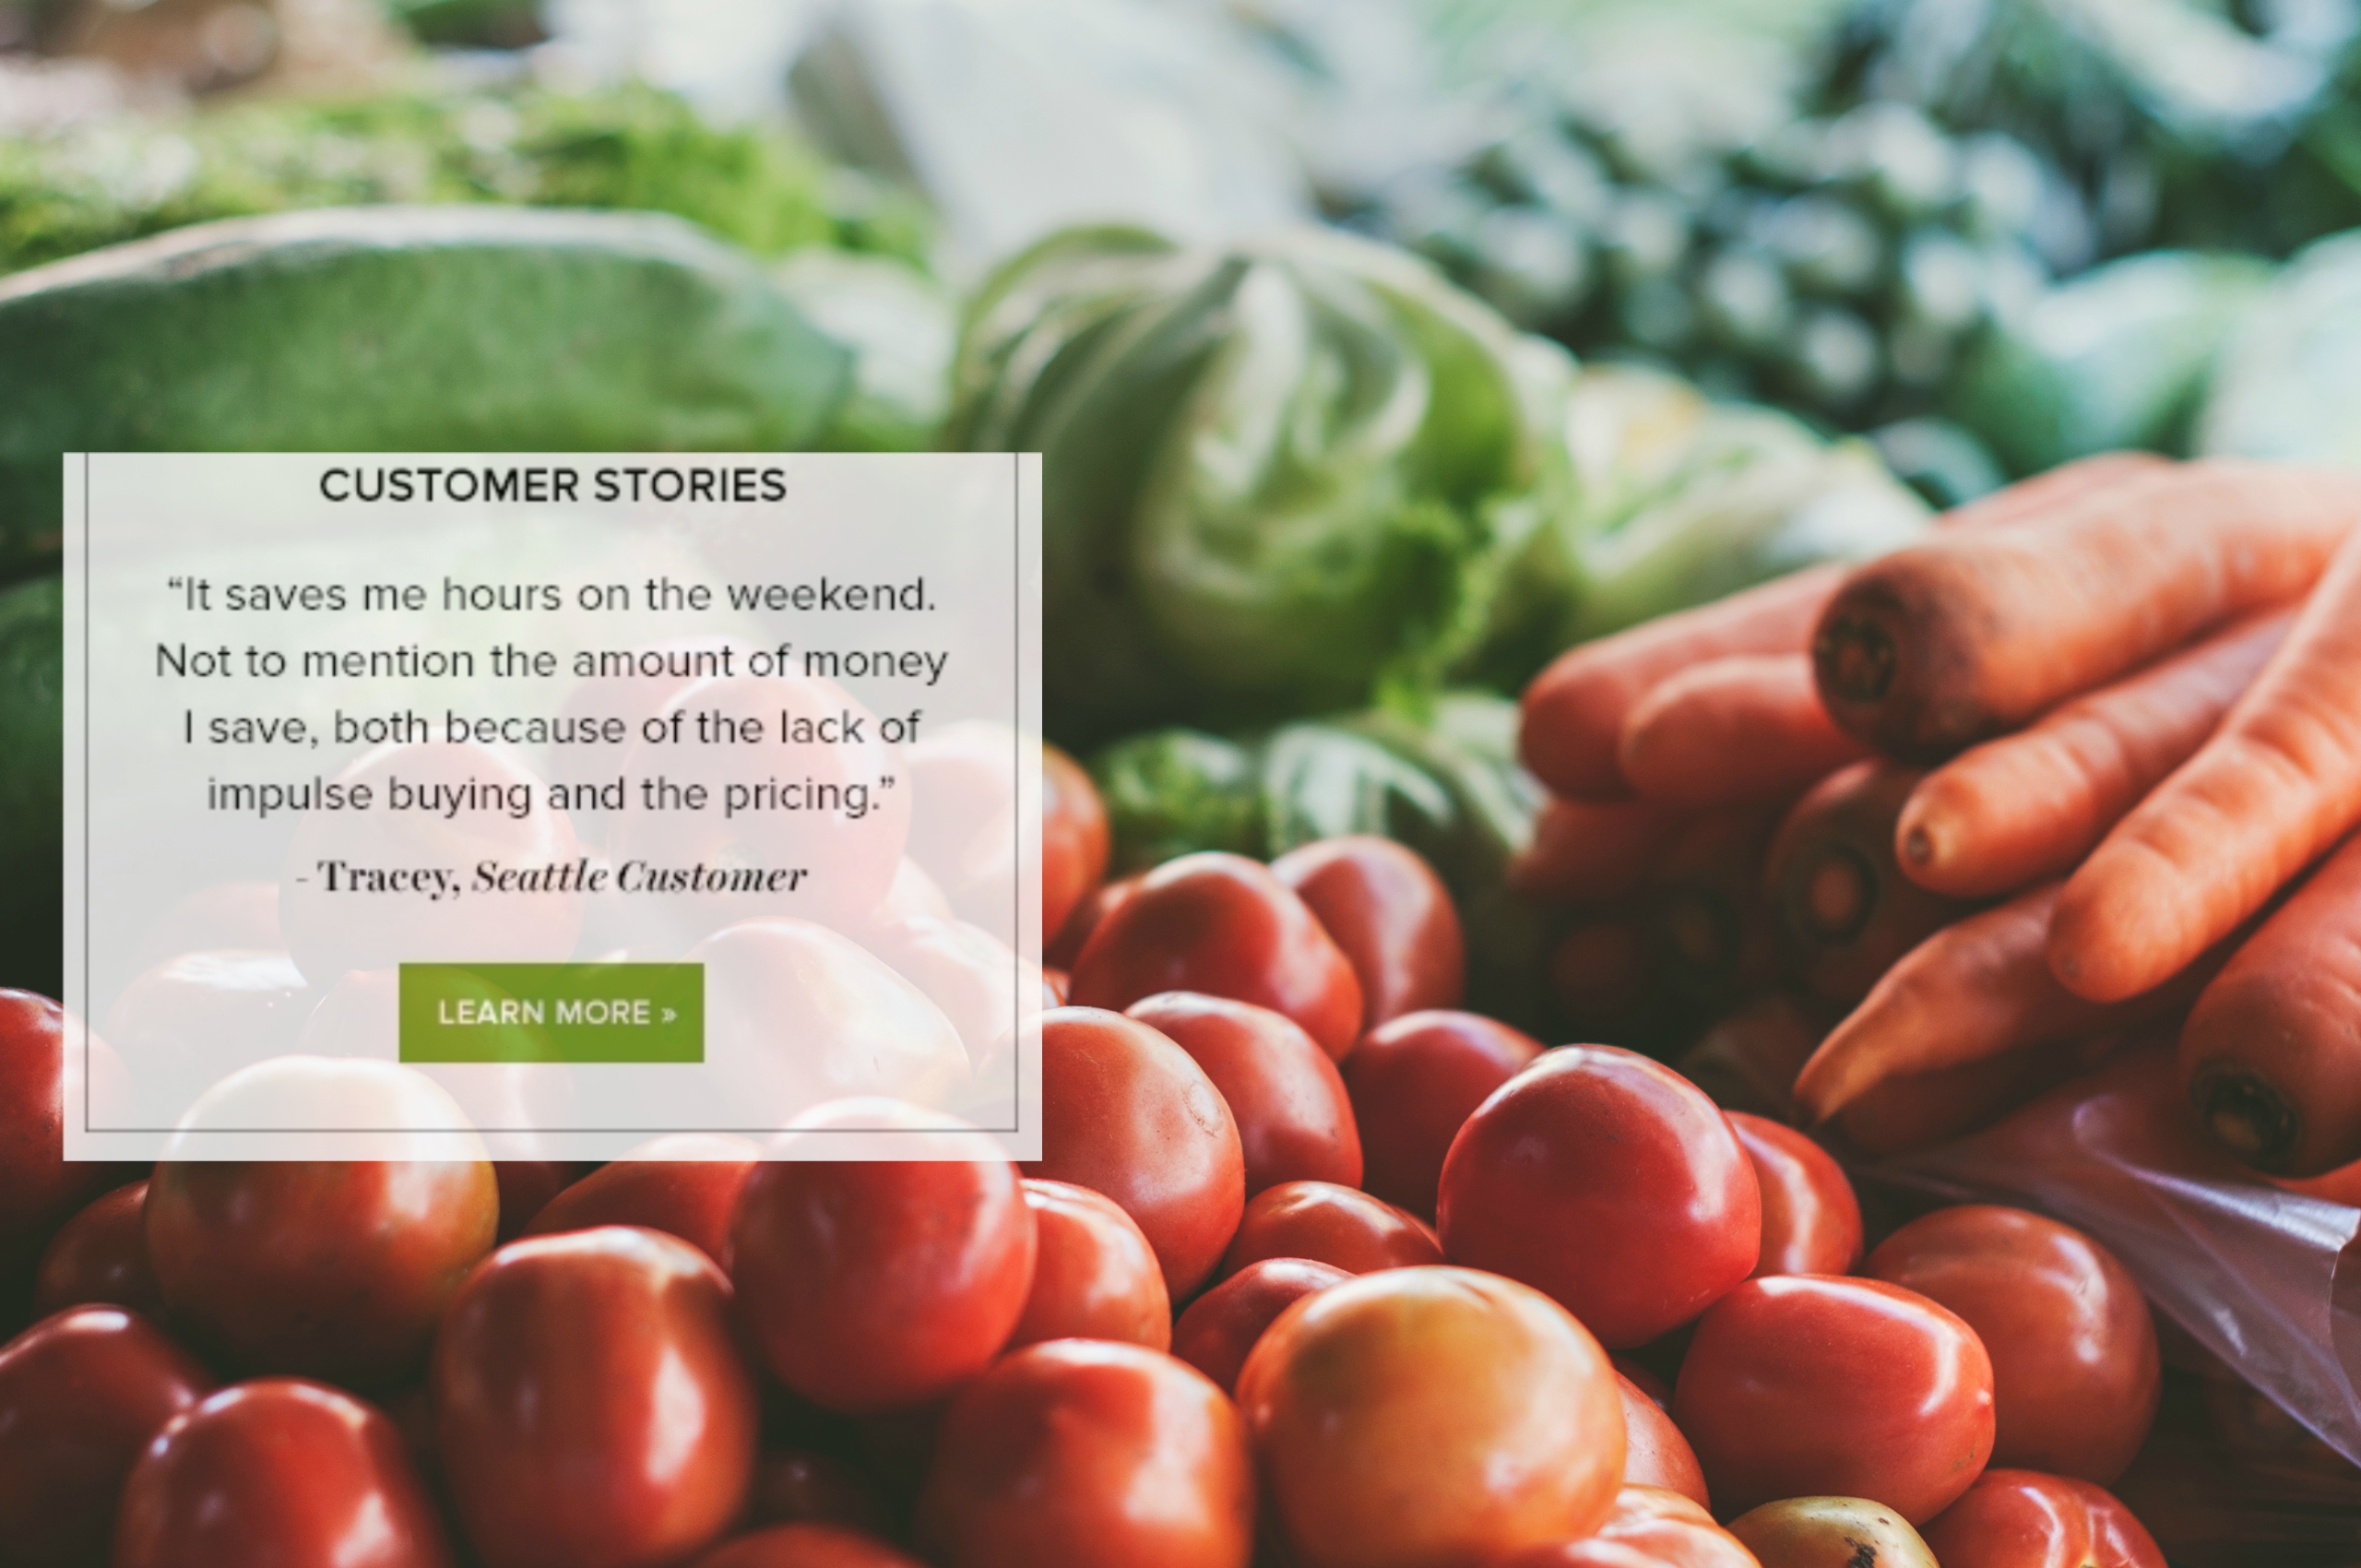 CUSTOMER STORIES
“It saves me hours on the weekend.
Not to mention the amount of money
I save, both because of the lack of
impulse buying and the pricing.”
- Tracey, Seattle Customer
LEARN MORE »